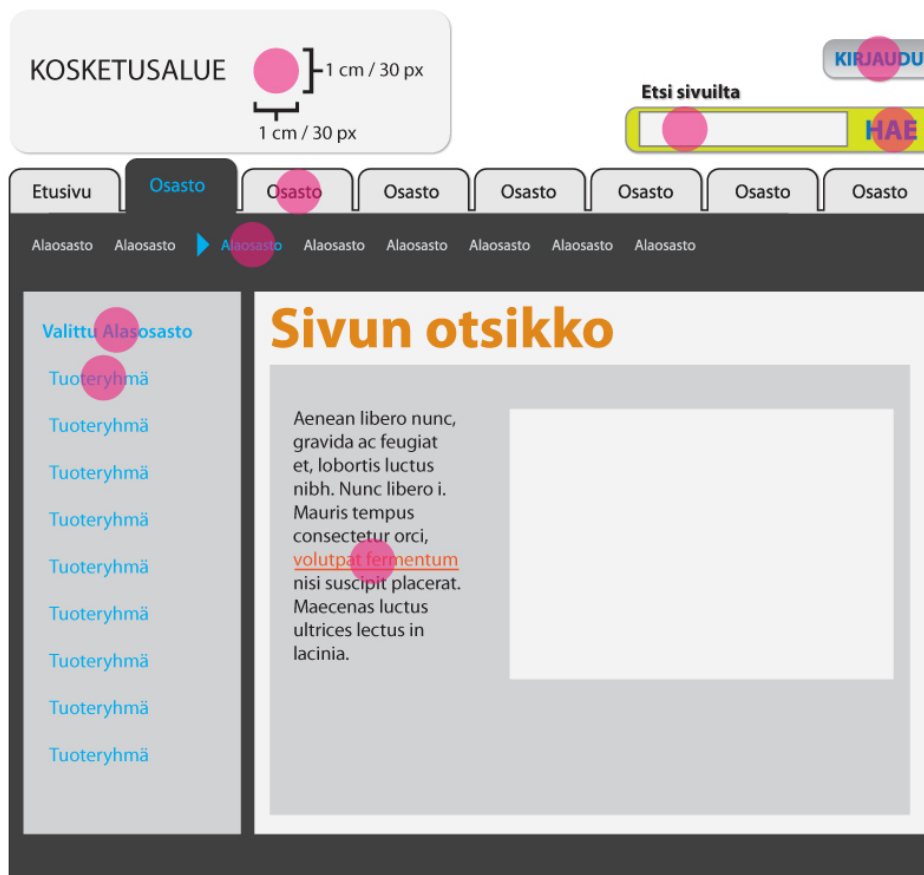 KOSKETUSALUE
1 cm / 30 px
1 cm / 30 px
KIRJAUDU
Etsi sivuilta
HAE
Etusivu Osasto Osasto Osasto Osasto Osasto Osasto Osasto
Alaosasto Alaosasto Alaosasto Alaosasto Alaosasto Alaosasto Alaosasto Alaosasto
Valittu Alasosasto
Tuoteryhmä
Tuoteryhmä
Tuoteryhmä
Tuoteryhmä
Tuoteryhmä
Tuoteryhmä
Tuoteryhmä
Tuoteryhmä
Tuoteryhmä
Sivun otsikko
Aenean libero nunc,
gravida ac feugiat
et, lobortis luctus
nibh. Nunc libero i.
Mauris tempus
consectetur orci,
volutpat fermentum
nisi suscipit placerat.
Maecenas luctus
ultrices lectus in
lacinia.